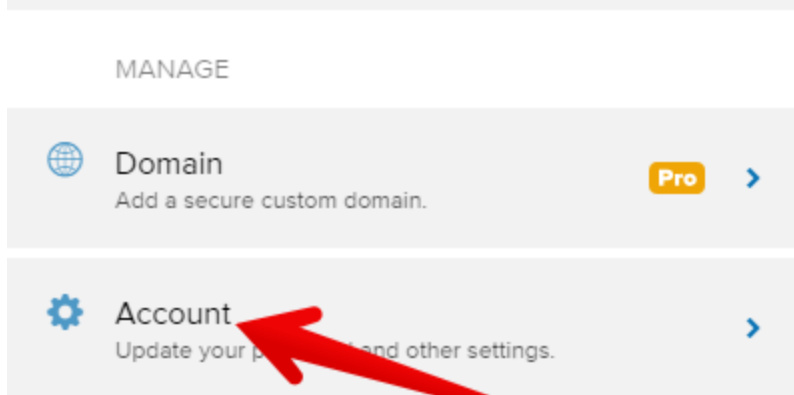 MANAGE
Domain
Add a secure custom domain.
Pro
Account
Update your and other settings.